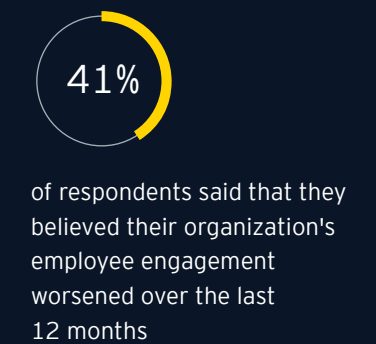 41%
of respondents said that they
believed their organization's
employee engagement
worsened over the last
12 months